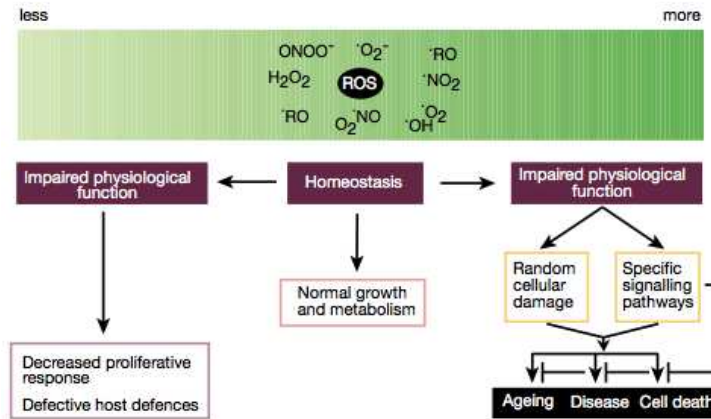 less
more
ONOO⁻
˙O₂⁻
˙RO
H₂O₂
ROS
˙NO₂
˙RO
O₂˙NO
˙OH
˙O₂
Impaired physiological
function
Homeostasis
Impaired physiological
function
Normal growth
and metabolism
Random
cellular
damage
Specific
signalling
pathways
Decreased proliferative
response
Defective host defences
Ageing
Disease
Cell death